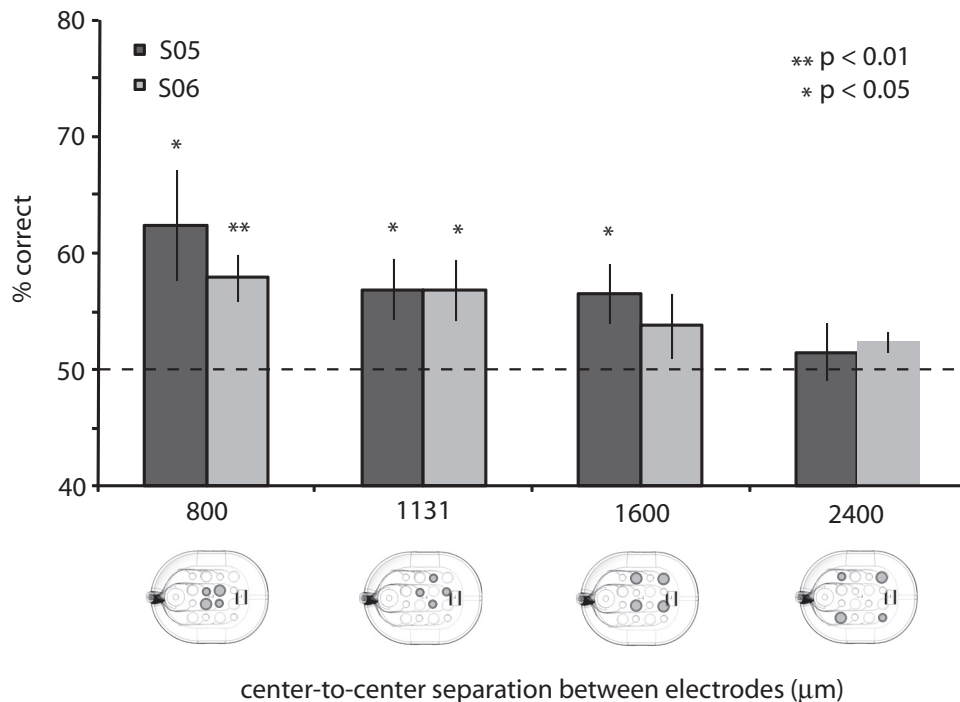 80
S05
** p < 0.01
S06
* p < 0.05
70
*
% correct
60
**
*
*
*
50
40
800
1131
1600
2400
center-to-center separation between electrodes (μm)